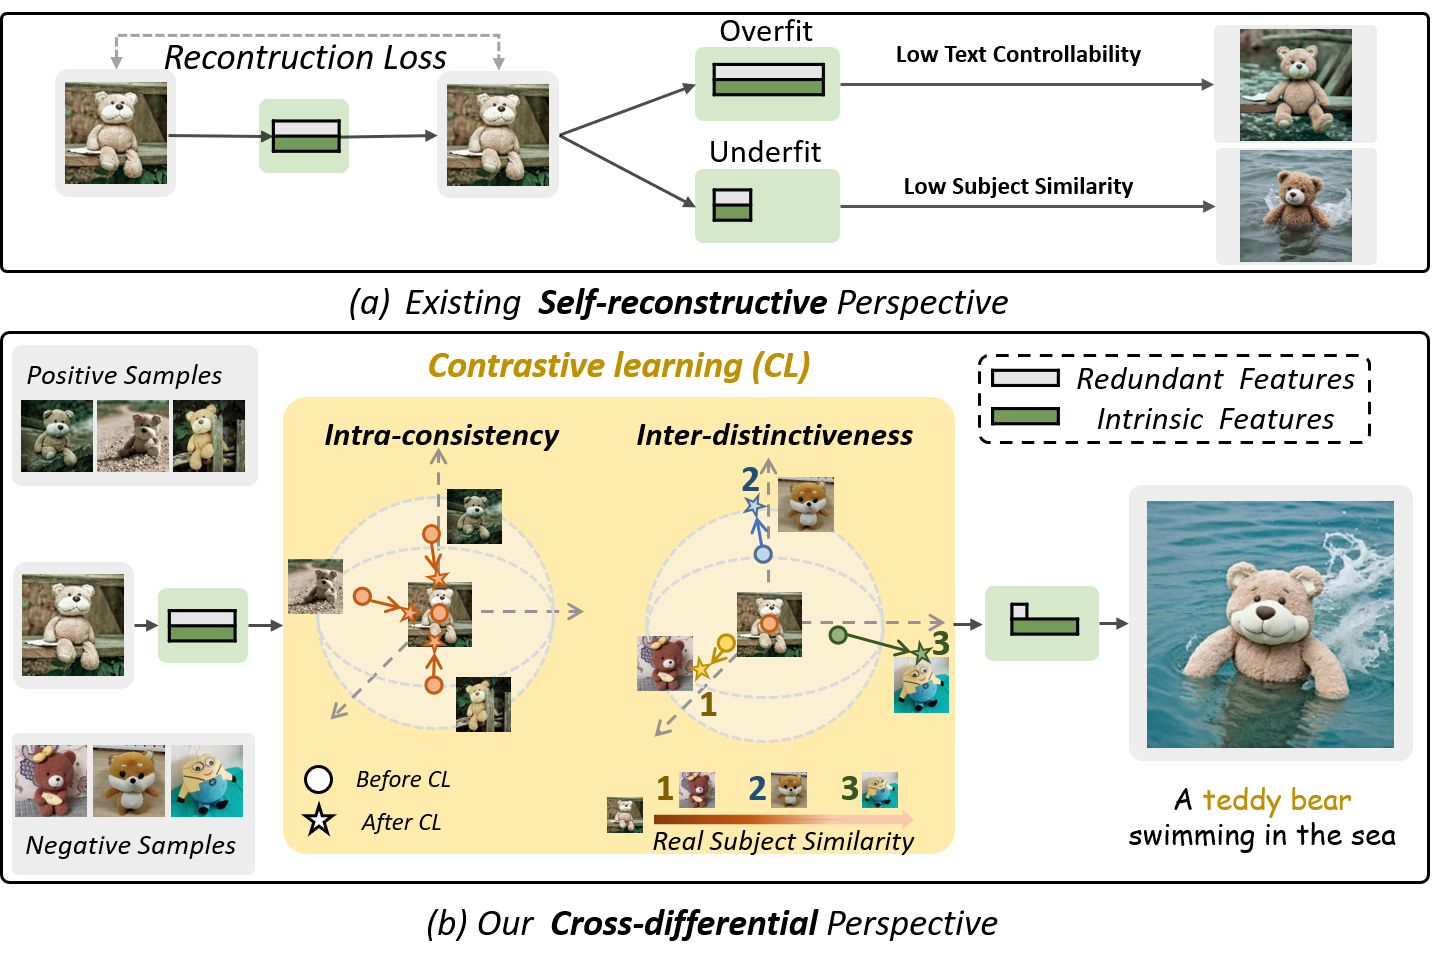 Recontruction Loss
Overfit
Low Text Controllability
Underfit
Low Subject Similarity
(a) Existing Self-reconstructive Perspective
Positive Samples
Contrastive learning (CL)
Redundant Features
Intrinsic Features
Intra-consistency
Inter-distinctiveness
2
3
1
Before CL
After CL
1 2 3
Real Subject Similarity
Negative Samples
A teddy bear
swimming in the sea
(b) Our Cross-differential Perspective